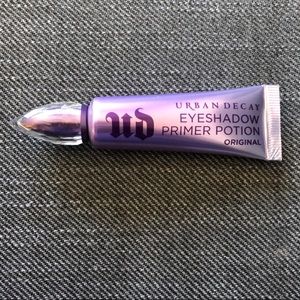 ud
URBAN DECAY
EYESHADOW
PRIMER POTION
ORIGINAL